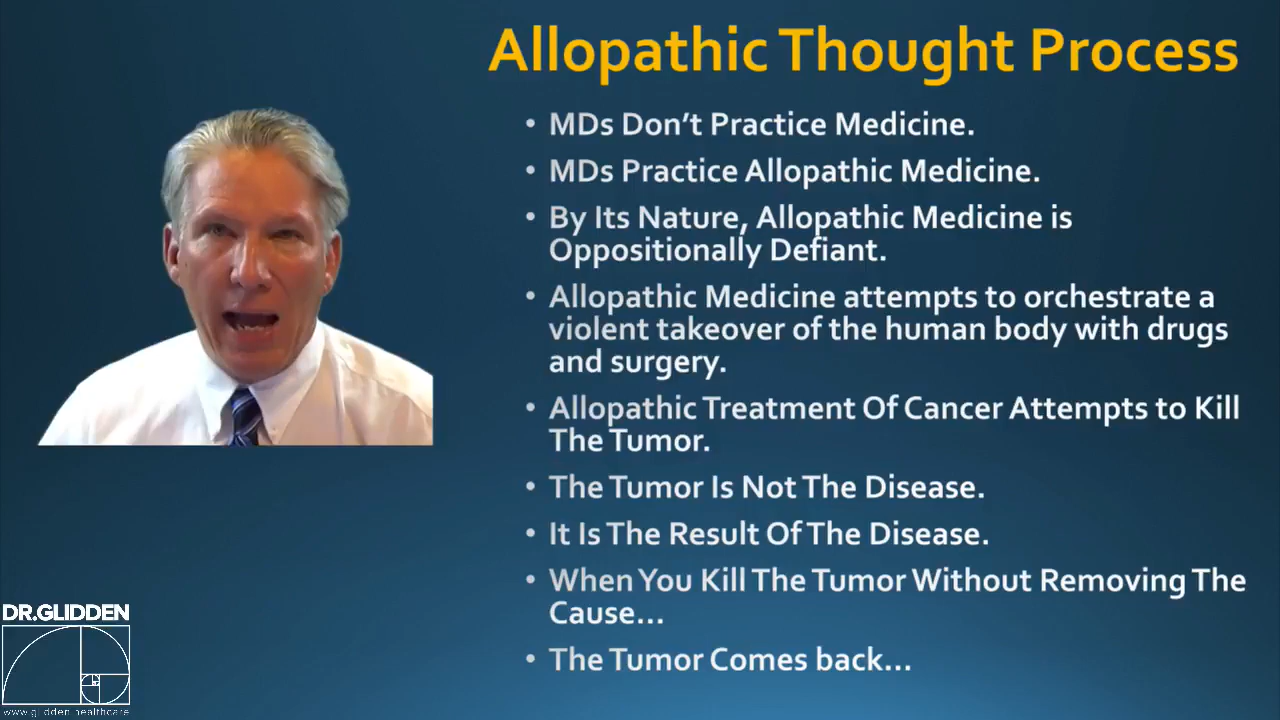 Allopathic Thought Process
• MDs Don’t Practice Medicine.
• MDs Practice Allopathic Medicine.
• By Its Nature, Allopathic Medicine is
Oppositionally Defiant.
• Allopathic Medicine attempts to orchestrate a
violent takeover of the human body with drugs
and surgery.
• Allopathic Treatment Of Cancer Attempts to Kill
The Tumor.
• The Tumor Is Not The Disease.
• It Is The Result Of The Disease.
• When You Kill The Tumor Without Removing The
Cause...
• The Tumor Comes back...
DR.GLIDDEN
www.glidden.healthcare